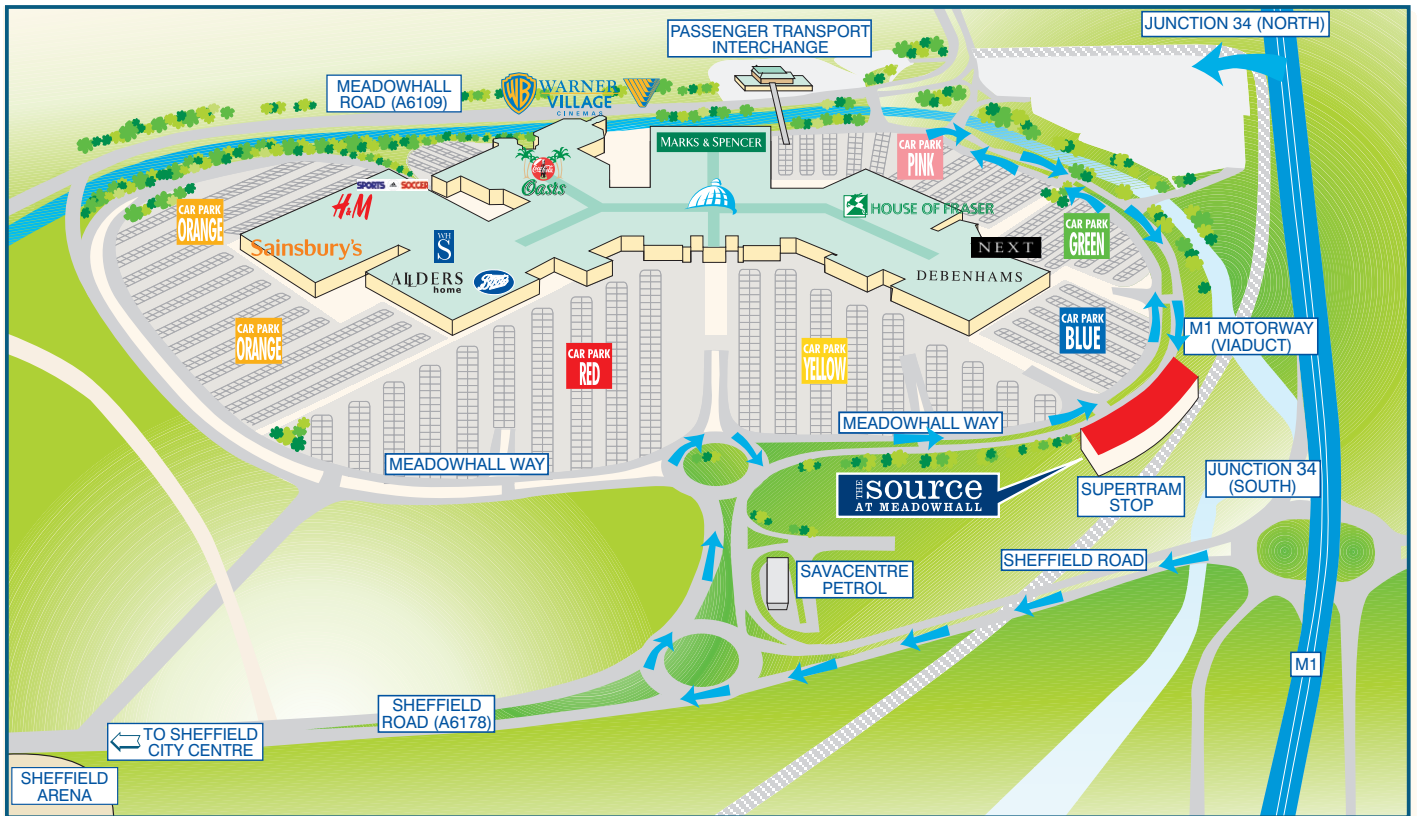 JUNCTION 34 (NORTH)
PASSENGER TRANSPORT
INTERCHANGE
MEADOWHALL
ROAD (A6109)
WB
WARNER
VILLAGE
CINEMAS
MARKS & SPENCER
CAR PARK
PINK
Coca-Cola
Oasis
SPORTS SOCCER
H&M
CAR PARK
ORANGE
HOUSE OF FRASER
CAR PARK
GREEN
Sainsbury's
WH
S
NEXT
ALLDERS
home
Boots
DEBENHAMS
CAR PARK
ORANGE
CAR PARK
RED
CAR PARK
YELLOW
CAR PARK
BLUE
M1 MOTORWAY
(VIADUCT)
MEADOWHALL WAY
MEADOWHALL WAY
THE source
AT MEADOWHALL
SUPERTRAM
STOP
JUNCTION 34
(SOUTH)
SHEFFIELD ROAD
SAVACENTRE
PETROL
M1
SHEFFIELD
ROAD (A6178)
TO SHEFFIELD
CITY CENTRE
SHEFFIELD
ARENA